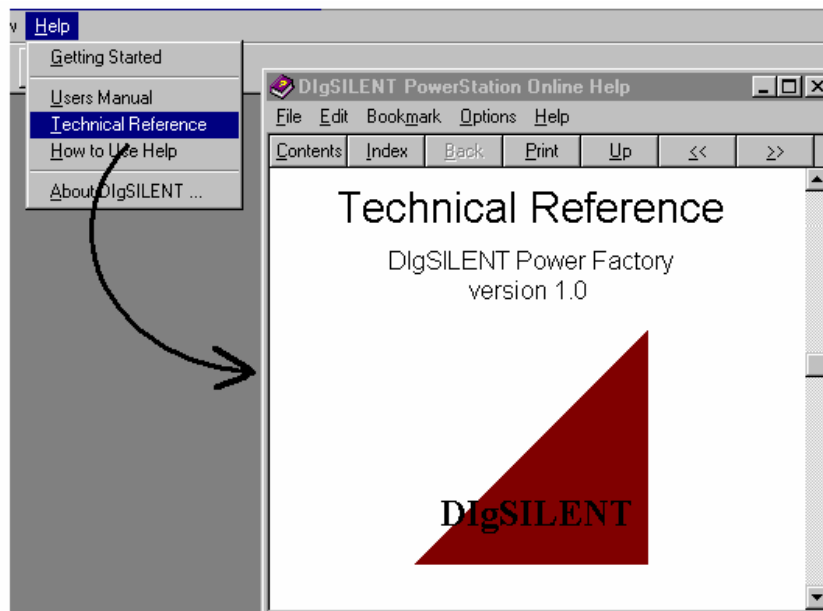 Help
Getting Started
Users Manual
Technical Reference
How to Use Help
About DIgSILENT ...
DIgSILENT PowerStation Online Help
File Edit Bookmark Options Help
Contents Index Back Print Up << >>
Technical Reference
DIgSILENT Power Factory
version 1.0
DIgSILENT